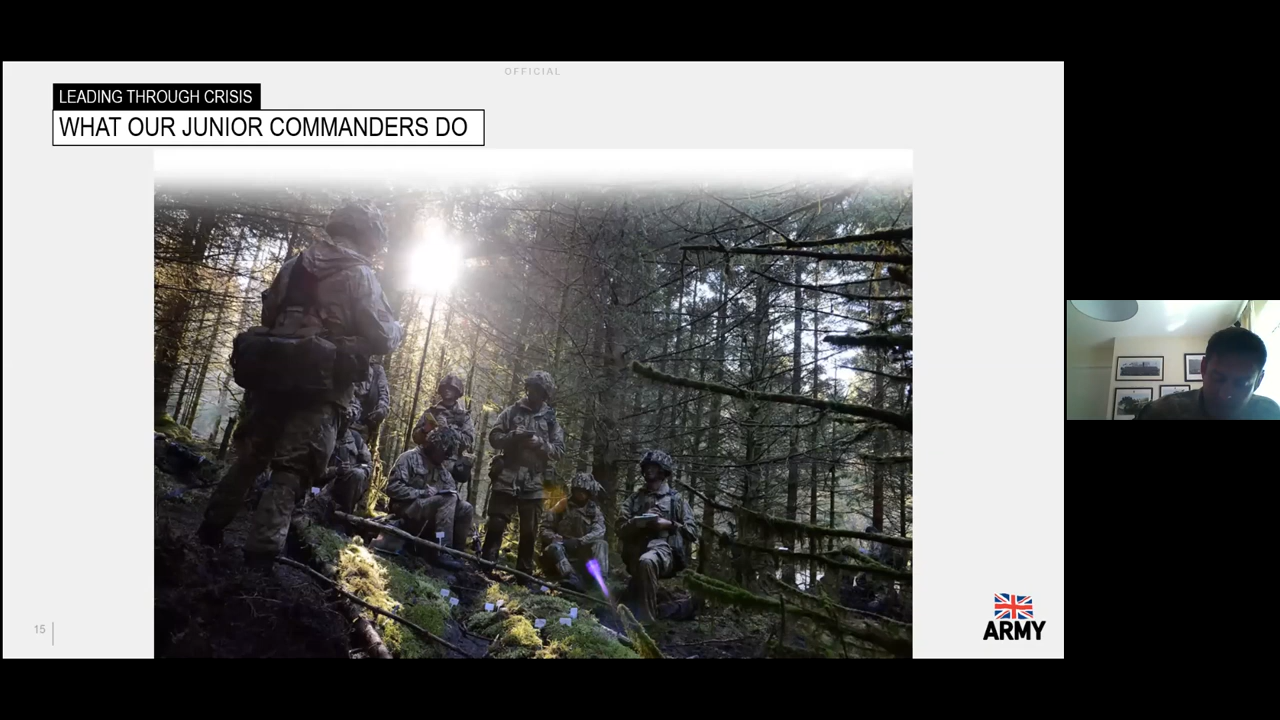 OFFICIAL
LEADING THROUGH CRISIS
WHAT OUR JUNIOR COMMANDERS DO
15
ARMY